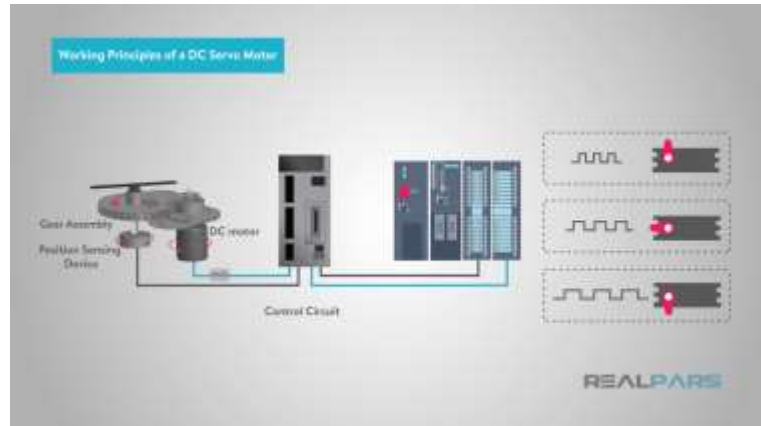 Working Principles of a DC Servo Motor
Gear Assembly
DC motor
Position Sensing
Device
Control Circuit
REALPARS